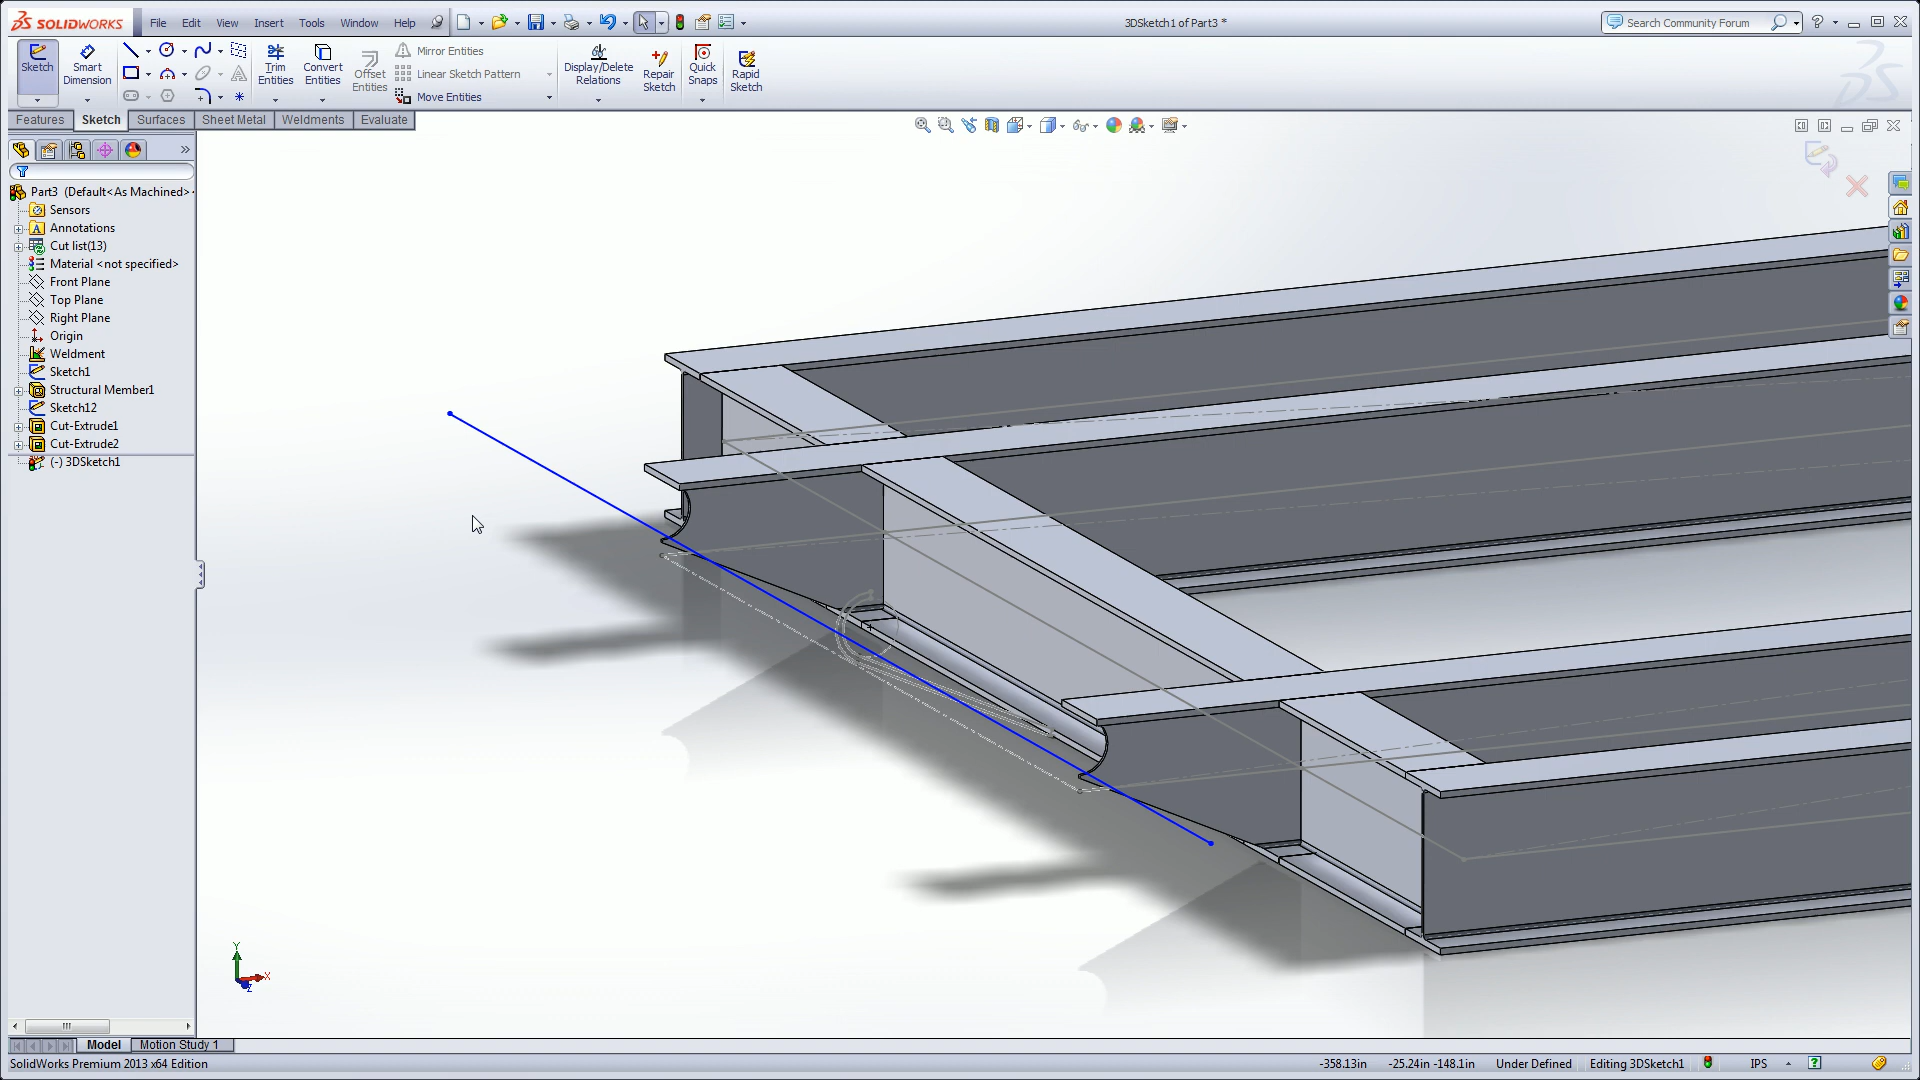 SOLIDWORKS File Edit View Insert Tools Window Help 3DSketch1 of Part3 * Search Community Forum
Sketch
Smart Dimension
Trim Entities
Convert Entities
Offset Entities
Mirror Entities
Linear Sketch Pattern
Move Entities
Display/Delete Relations
Repair Sketch
Quick Snaps
Rapid Sketch
Features Sketch Surfaces Sheet Metal Weldments Evaluate
Part3 (Default<As Machined>
Sensors
Annotations
Cut list(13)
Material <not specified>
Front Plane
Top Plane
Right Plane
Origin
Weldment
Sketch1
Structural Member1
Sketch12
Cut-Extrude1
Cut-Extrude2
(-) 3DSketch1
Y
X
Z
Model Motion Study 1
SolidWorks Premium 2013 x64 Edition -358.13in -25.24in -148.1in Under Defined Editing 3DSketch1 IPS